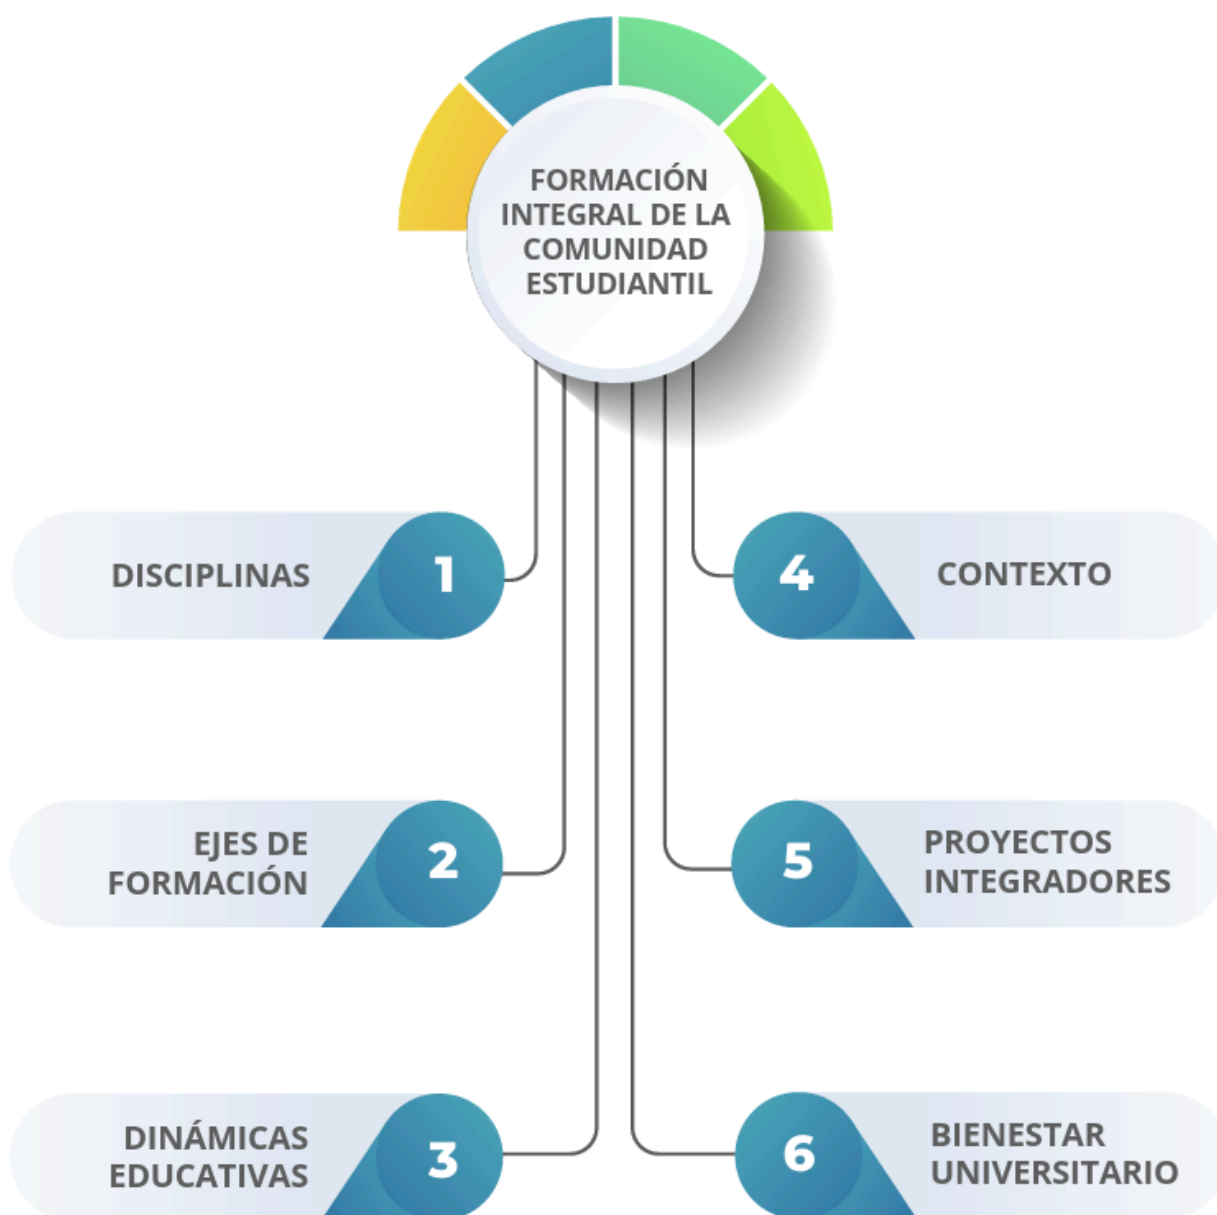 FORMACIÓN
INTEGRAL DE LA
COMUNIDAD
ESTUDIANTIL
DISCIPLINAS
1
EJES DE
FORMACIÓN
2
DINÁMICAS
EDUCATIVAS
3
4
CONTEXTO
5
PROYECTOS
INTEGRADORES
6
BIENESTAR
UNIVERSITARIO